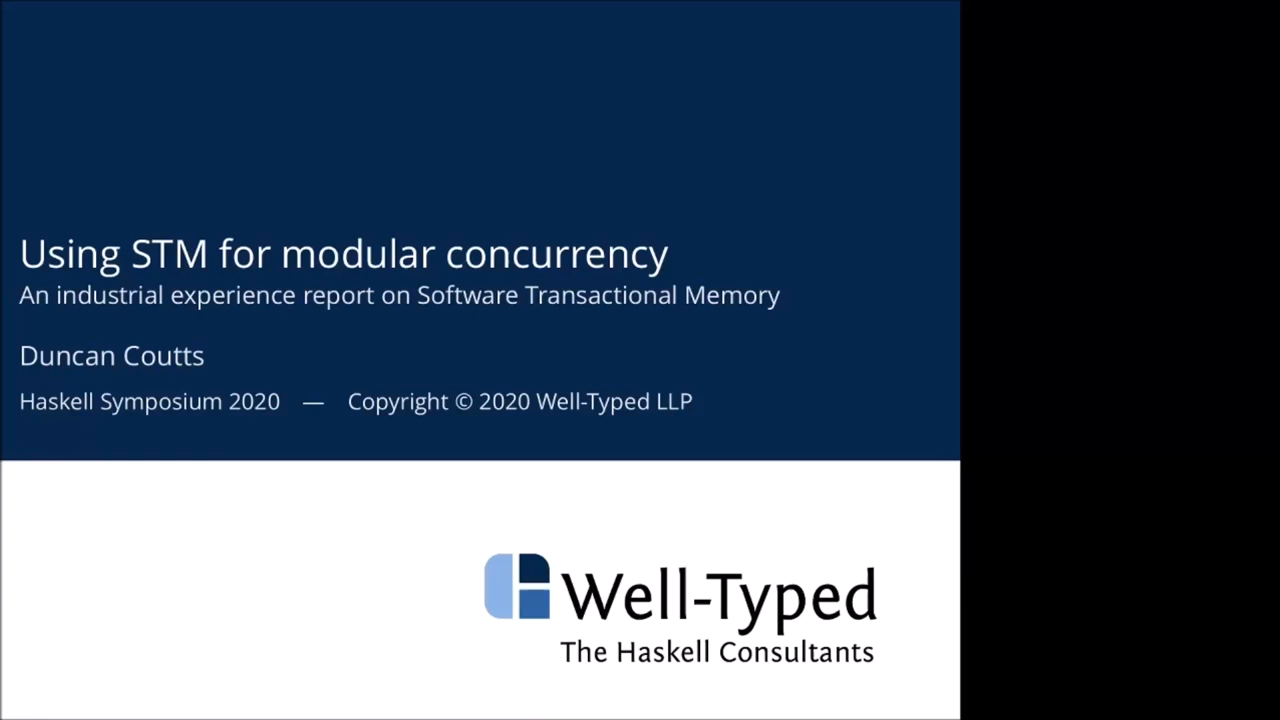 Using STM for modular concurrency
An industrial experience report on Software Transactional Memory
Duncan Coutts
Haskell Symposium 2020 — Copyright © 2020 Well-Typed LLP
Well-Typed
The Haskell Consultants